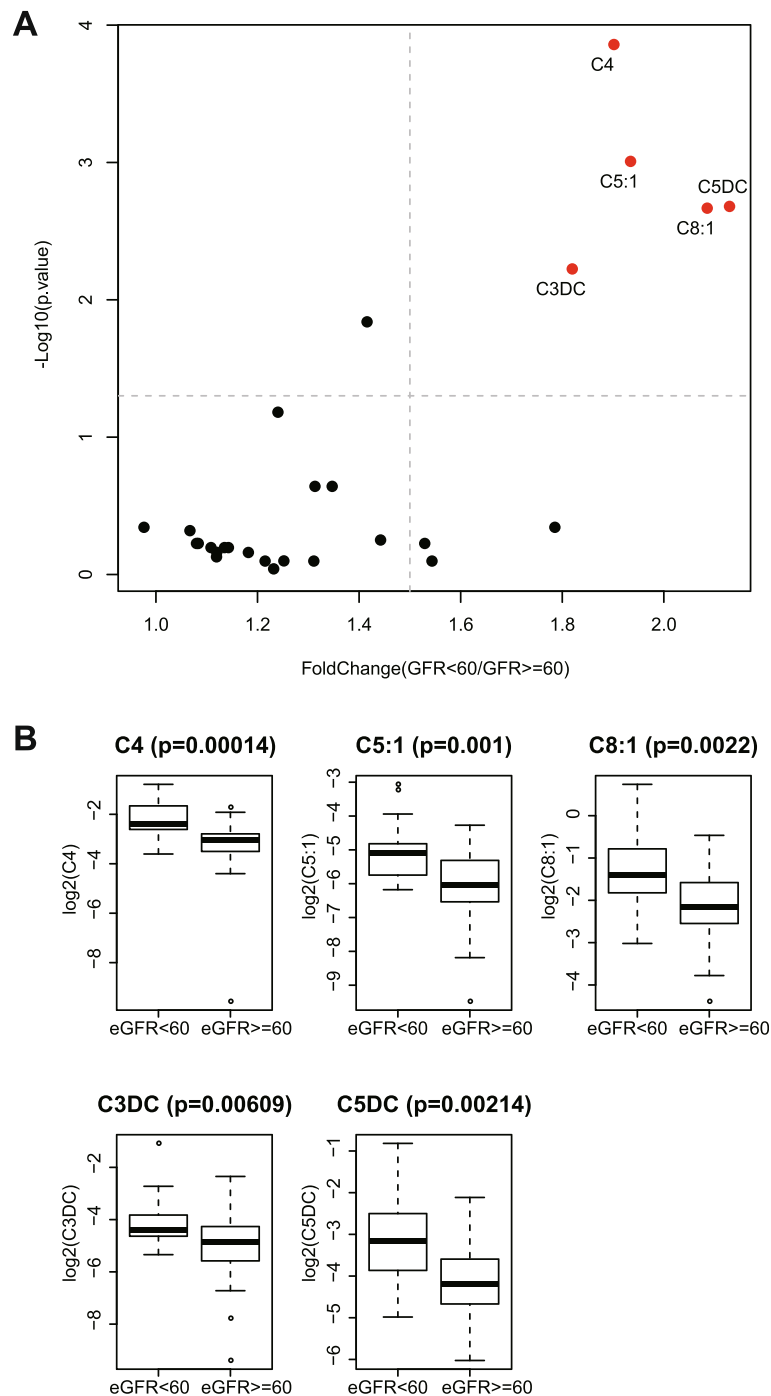 A
4
3
2
1
0
-Log10(p.value)
C4
C5:1
C5DC
C8:1
C3DC
1.0 1.2 1.4 1.6 1.8 2.0
FoldChange(GFR<60/GFR>=60)
B
C4 (p=0.00014)
log2(C4)
−2
−4
−6
−8
eGFR<60 eGFR>=60
C5:1 (p=0.001)
log2(C5:1)
−3
−4
−5
−6
−7
−8
−9
eGFR<60 eGFR>=60
C8:1 (p=0.0022)
log2(C8:1)
0
−1
−2
−3
−4
eGFR<60 eGFR>=60
C3DC (p=0.00609)
log2(C3DC)
−2
−4
−6
−8
eGFR<60 eGFR>=60
C5DC (p=0.00214)
log2(C5DC)
−1
−2
−3
−4
−5
−6
eGFR<60 eGFR>=60